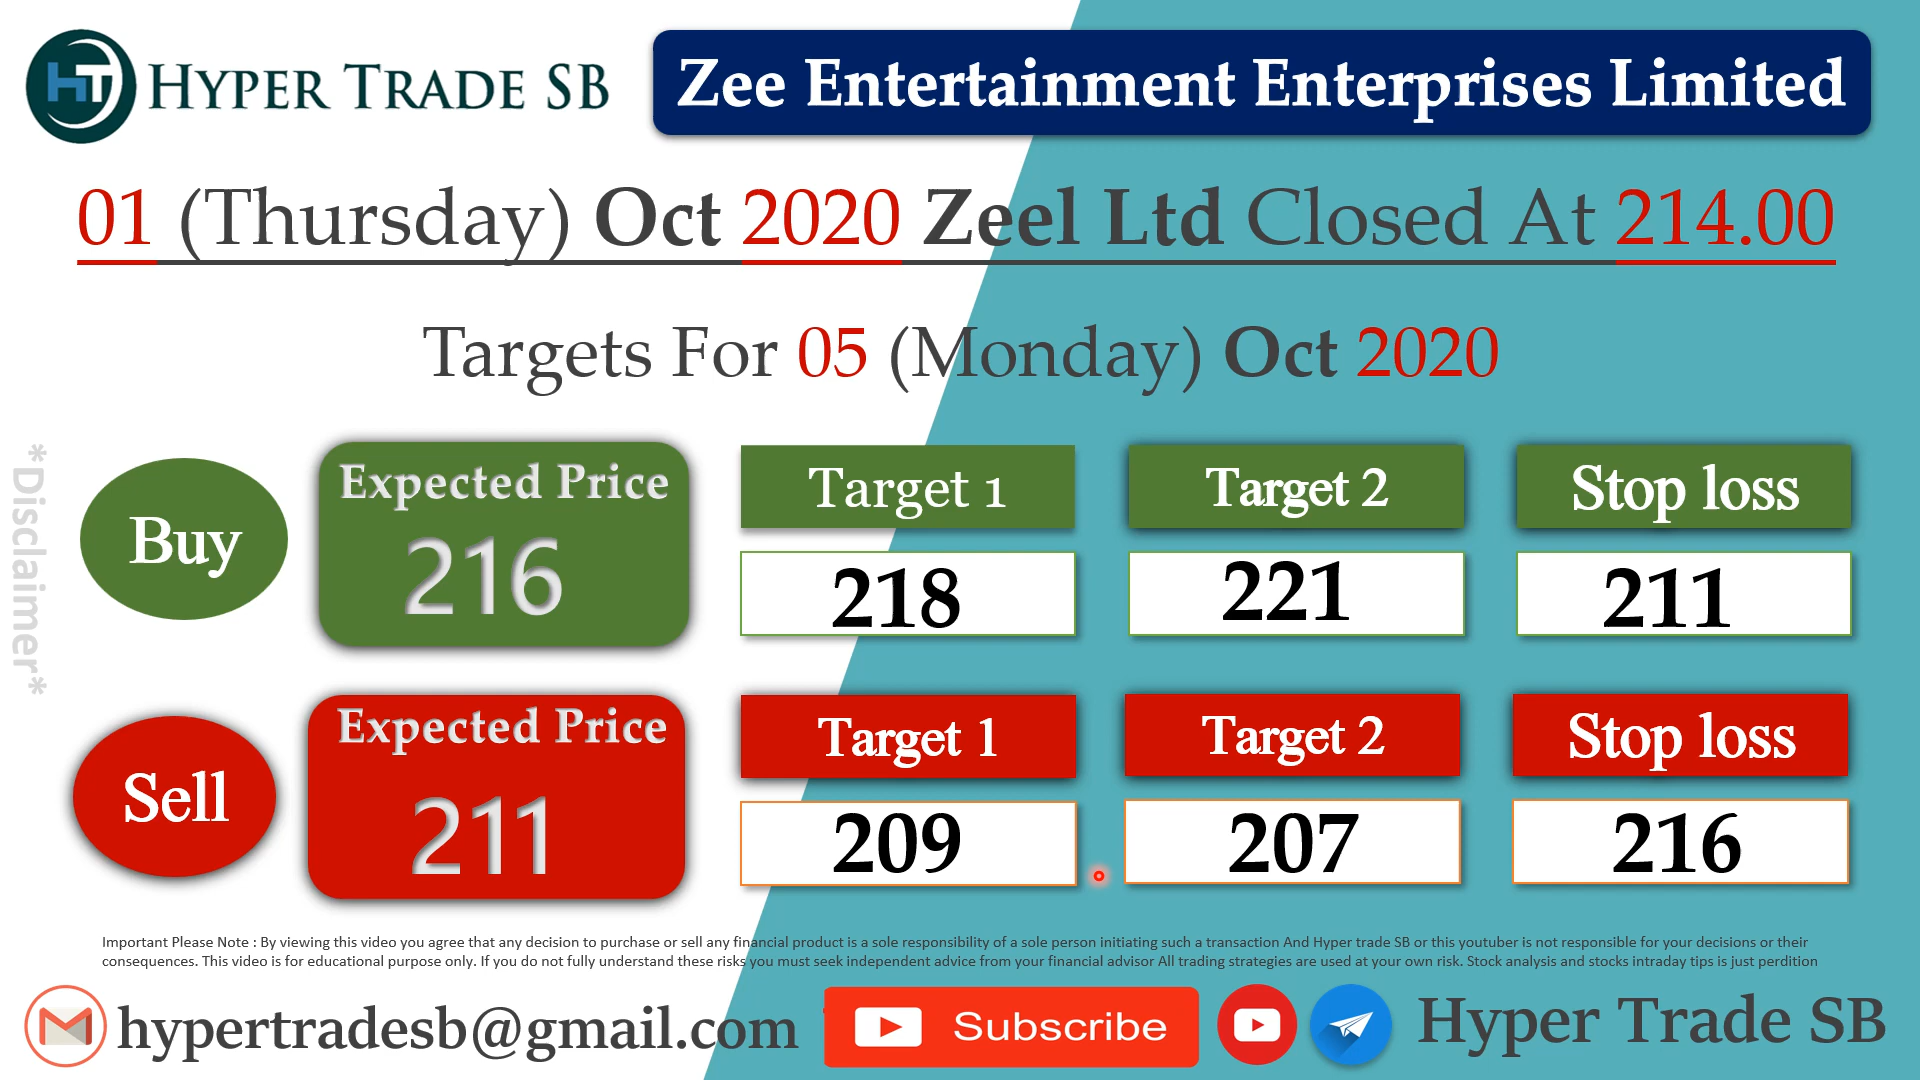 HT HYPER TRADE SB
Zee Entertainment Enterprises Limited
01 (Thursday) Oct 2020 Zeel Ltd Closed At 214.00
Targets For 05 (Monday) Oct 2020
*Disclaimer*
Buy
Expected Price
216
Target 1
Target 2
Stop loss
218
221
211
Sell
Expected Price
211
Target 1
Target 2
Stop loss
209
207
216
Important Please Note : By viewing this video you agree that any decision to purchase or sell any financial product is a sole responsibility of a sole person initiating such a transaction And Hyper trade SB or this youtuber is not responsible for your decisions or their
consequences. This video is for educational purpose only. If you do not fully understand these risks you must seek independent advice from your financial advisor All trading strategies are used at your own risk. Stock analysis and stocks intraday tips is just perdition
hypertradesb@gmail.com
Subscribe
Hyper Trade SB